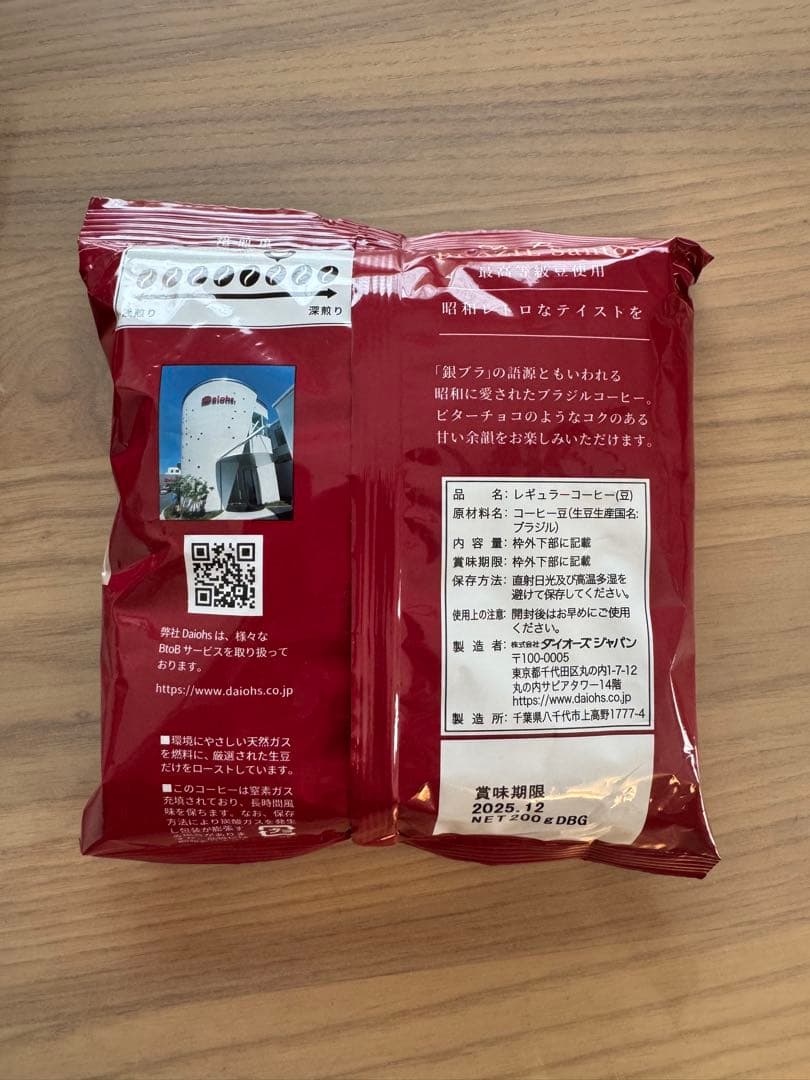 浅煎り
深煎り
Daiohs
弊社 Daiohs は、様々な
BtoB サービスを取り扱って
おります。
https://www.daiohs.co.jp
■環境にやさしい天然ガス
を燃料に、厳選された生豆
だけをローストしています。
■このコーヒーは窒素ガス
充填されており、長時間風
味を保ちます。なお、保存
方法により炭酸ガスを発生
し包装が膨張す
Santos
最高等級豆使用
昭和レトロなテイストを
「銀ブラ」の語源ともいわれる
昭和に愛されたブラジルコーヒー。
ビターチョコのようなコクのある
甘い余韻をお楽しみいただけます。
品 名: レギュラーコーヒー(豆)
原材料名: コーヒー豆(生豆生産国名:
ブラジル)
内 容 量: 枠外下部に記載
賞味期限: 枠外下部に記載
保存方法: 直射日光及び高温多湿を
避けて保存してください。
使用上の注意: 開封後はお早めにご使用
ください。
製 造 者: 株式会社 ダイオーズ ジャパン
〒100-0005
東京都千代田区丸の内1-7-12
丸の内サピアタワー14階
https://www.daiohs.co.jp
製 造 所: 千葉県八千代市上高野1777-4
賞味期限
2025.12
NET200gDBG